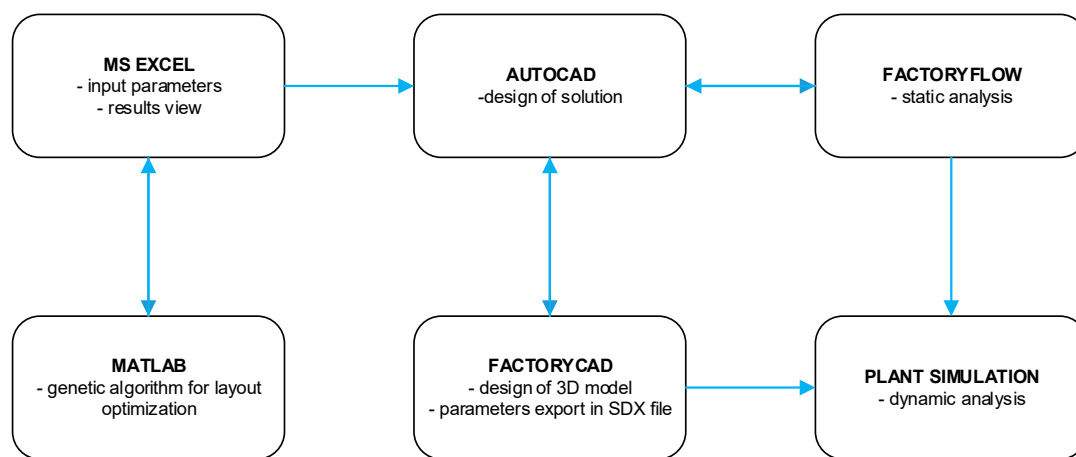 MS EXCEL
- input parameters
- results view
AUTOCAD
-design of solution
FACTORYFLOW
- static analysis
MATLAB
- genetic algorithm for layout
optimization
FACTORYCAD
- design of 3D model
- parameters export in SDX file
PLANT SIMULATION
- dynamic analysis